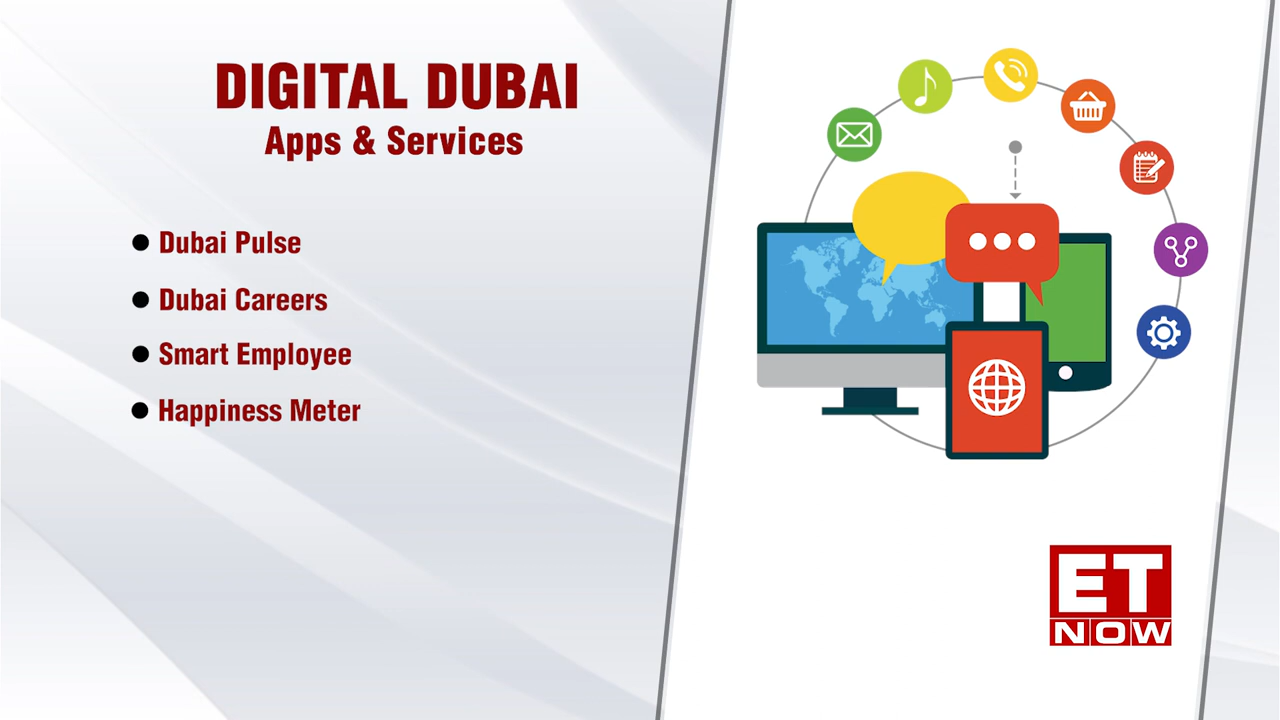 DIGITAL DUBAI
Apps & Services
Dubai Pulse
Dubai Careers
Smart Employee
Happiness Meter
ET
NOW